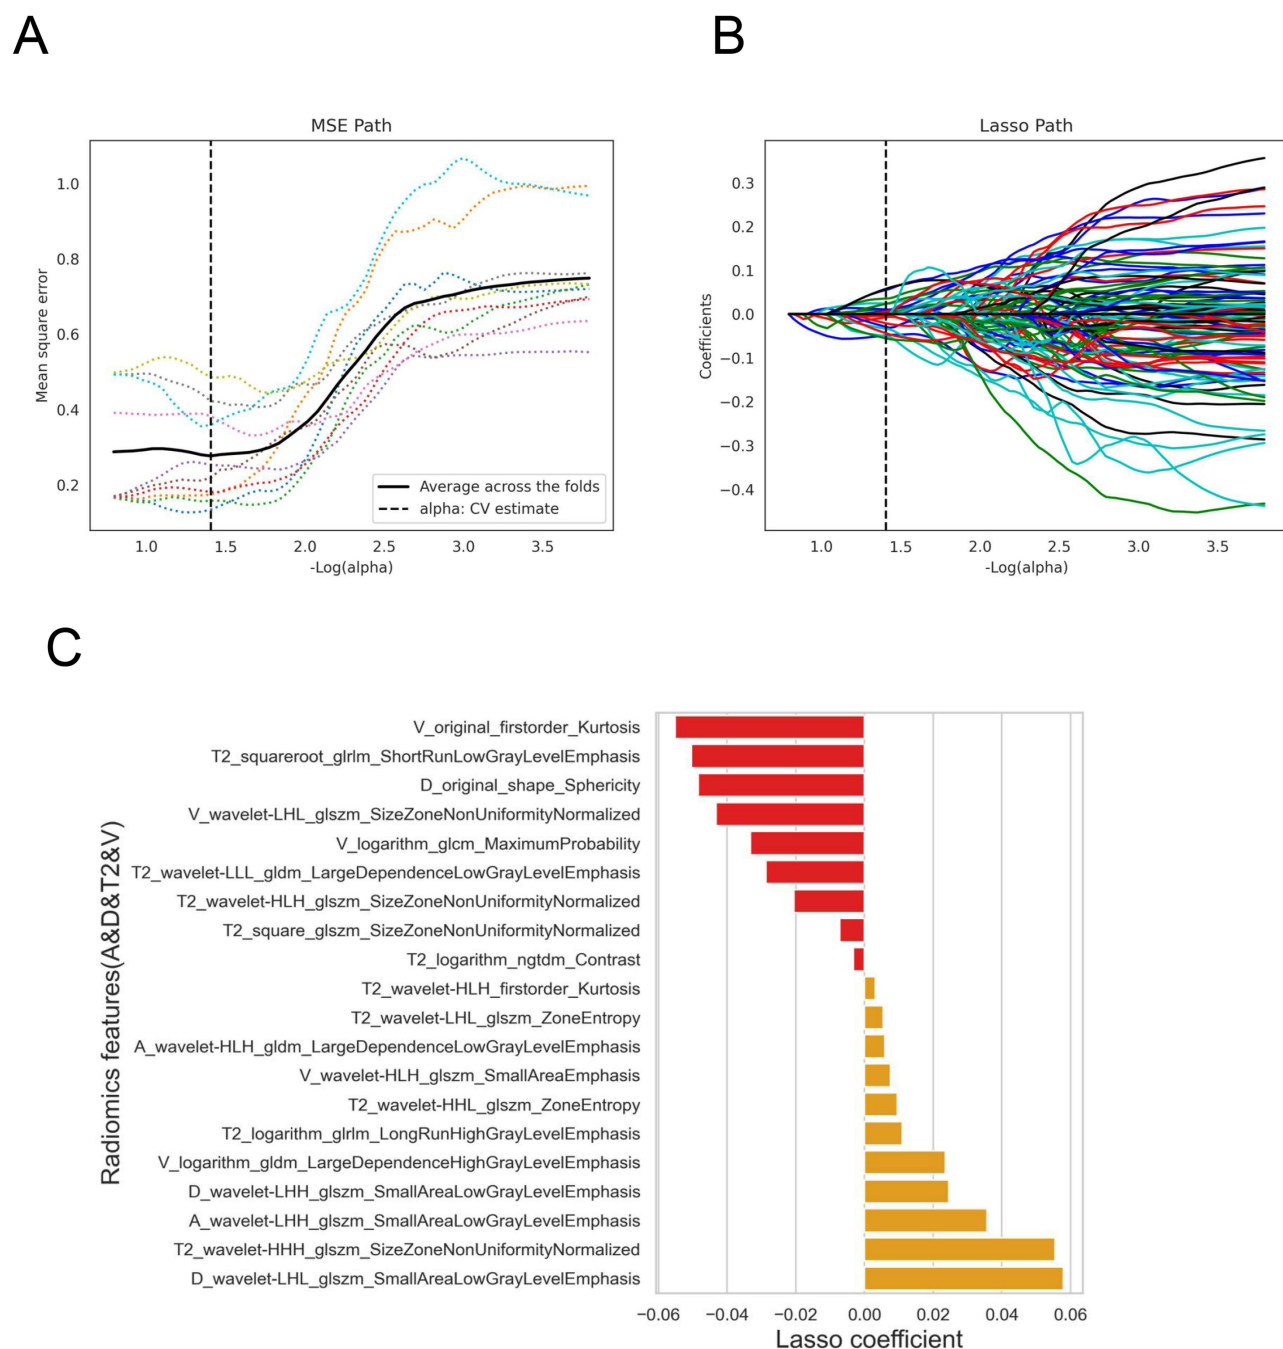 A
B
MSE Path
Mean square error
1.0
0.8
0.6
0.4
0.2
Average across the folds
alpha: CV estimate
1.0 1.5 2.0 2.5 3.0 3.5
-Log(alpha)
Lasso Path
Coefficients
0.3
0.2
0.1
0.0
−0.1
−0.2
−0.3
−0.4
1.0 1.5 2.0 2.5 3.0 3.5
-Log(alpha)
C
Radiomics features(A&D&T2&V)
V_original_firstorder_Kurtosis
T2_squareroot_glrlm_ShortRunLowGrayLevelEmphasis
D_original_shape_Sphericity
V_wavelet-LHL_glszm_SizeZoneNonUniformityNormalized
V_logarithm_glcm_MaximumProbability
T2_wavelet-LLL_gldm_LargeDependenceLowGrayLevelEmphasis
T2_wavelet-HLH_glszm_SizeZoneNonUniformityNormalized
T2_square_glszm_SizeZoneNonUniformityNormalized
T2_logarithm_ngtdm_Contrast
T2_wavelet-HLH_firstorder_Kurtosis
T2_wavelet-LHL_glszm_ZoneEntropy
A_wavelet-HLH_gldm_LargeDependenceLowGrayLevelEmphasis
V_wavelet-HLH_glszm_SmallAreaEmphasis
T2_wavelet-HHL_glszm_ZoneEntropy
T2_logarithm_glrlm_LongRunHighGrayLevelEmphasis
V_logarithm_gldm_LargeDependenceHighGrayLevelEmphasis
D_wavelet-LHH_glszm_SmallAreaLowGrayLevelEmphasis
A_wavelet-LHH_glszm_SmallAreaLowGrayLevelEmphasis
T2_wavelet-HHH_glszm_SizeZoneNonUniformityNormalized
D_wavelet-LHL_glszm_SmallAreaLowGrayLevelEmphasis
−0.06 −0.04 −0.02 0.00 0.02 0.04 0.06
Lasso coefficient